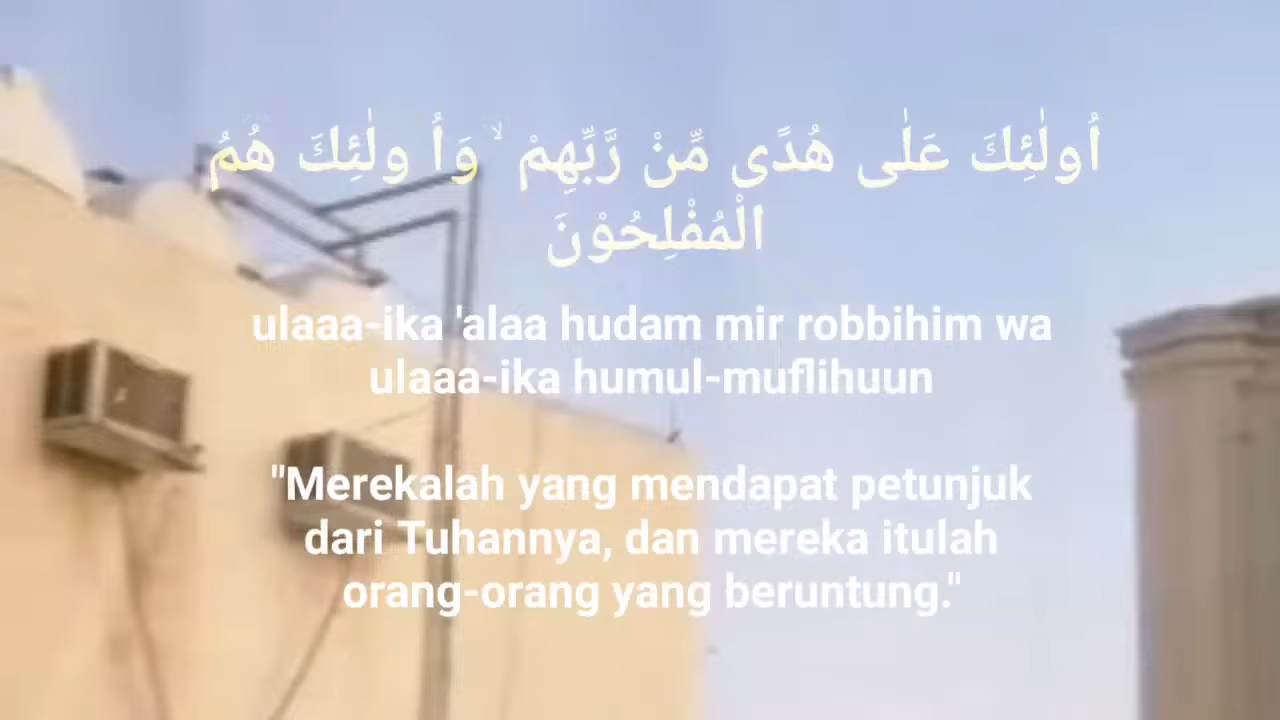 اُولٰئِكَ عَلٰى هُدًى مِّنْ رَّبِّهِمْ ۙ وَاُ ولٰئِكَ هُمُ
الْمُفْلِحُوْنَ
ulaaa-ika 'alaa hudam mir robbihim wa
ulaaa-ika humul-muflihuun
"Merekalah yang mendapat petunjuk
dari Tuhannya, dan mereka itulah
orang-orang yang beruntung."